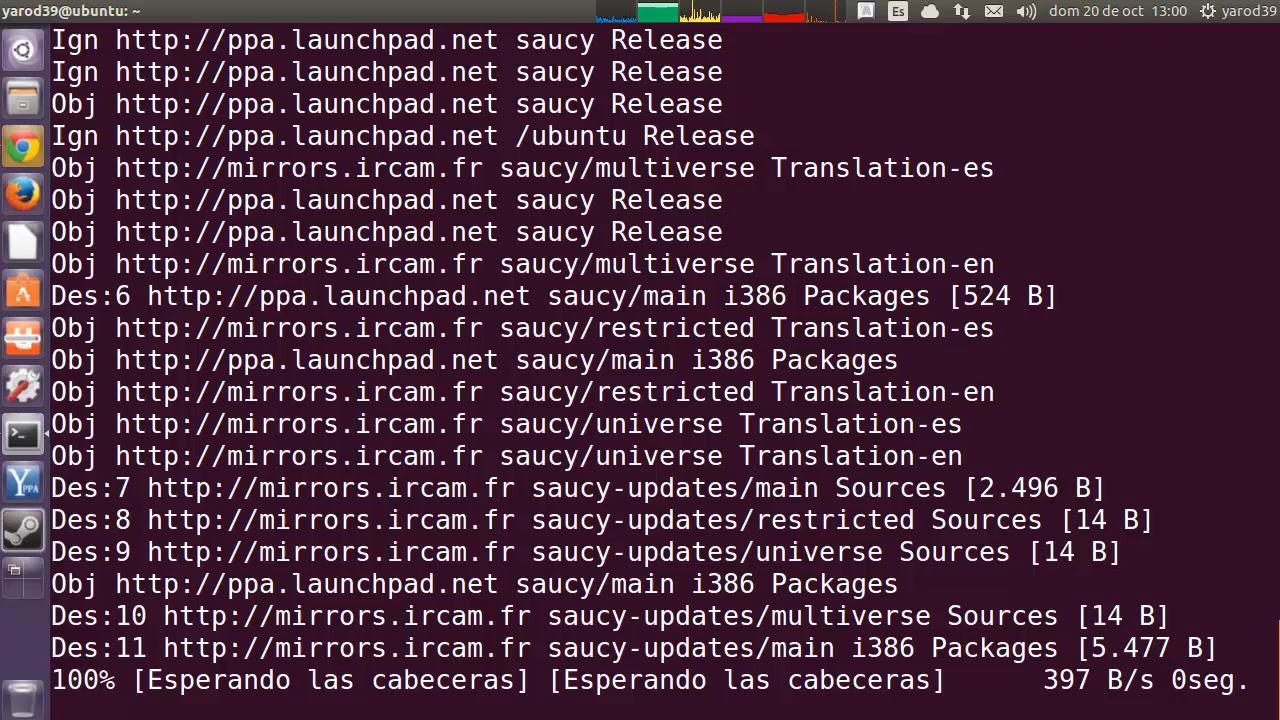 yarod39@ubuntu: ~
A Es dom 20 de oct 13:00 yarod39
Ign http://ppa.launchpad.net saucy Release
Ign http://ppa.launchpad.net saucy Release
Obj http://ppa.launchpad.net saucy Release
Ign http://ppa.launchpad.net /ubuntu Release
Obj http://mirrors.ircam.fr saucy/multiverse Translation-es
Obj http://ppa.launchpad.net saucy Release
Obj http://ppa.launchpad.net saucy Release
Obj http://mirrors.ircam.fr saucy/multiverse Translation-en
Des:6 http://ppa.launchpad.net saucy/main i386 Packages [524 B]
Obj http://mirrors.ircam.fr saucy/restricted Translation-es
Obj http://ppa.launchpad.net saucy/main i386 Packages
Obj http://mirrors.ircam.fr saucy/restricted Translation-en
Obj http://mirrors.ircam.fr saucy/universe Translation-es
Obj http://mirrors.ircam.fr saucy/universe Translation-en
Des:7 http://mirrors.ircam.fr saucy-updates/main Sources [2.496 B]
Des:8 http://mirrors.ircam.fr saucy-updates/restricted Sources [14 B]
Des:9 http://mirrors.ircam.fr saucy-updates/universe Sources [14 B]
Obj http://ppa.launchpad.net saucy/main i386 Packages
Des:10 http://mirrors.ircam.fr saucy-updates/multiverse Sources [14 B]
Des:11 http://mirrors.ircam.fr saucy-updates/main i386 Packages [5.477 B]
100% [Esperando las cabeceras] [Esperando las cabeceras] 397 B/s 0seg.
Y PPA